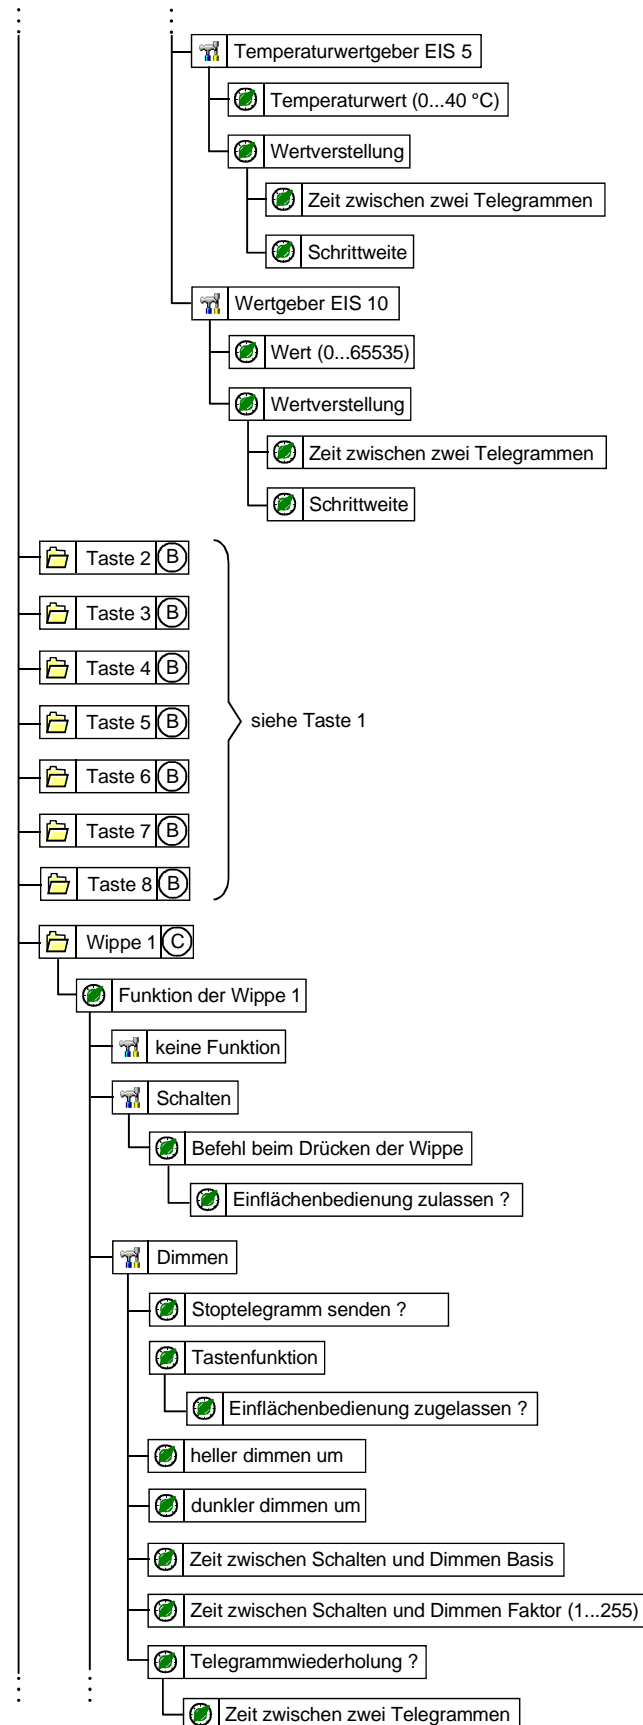 Temperaturwertgeber EIS 5
Temperaturwert (0...40 °C)
Wertverstellung
Zeit zwischen zwei Telegrammen
Schrittweite
Wertgeber EIS 10
Wert (0...65535)
Wertverstellung
Zeit zwischen zwei Telegrammen
Schrittweite
Taste 2 B
Taste 3 B
Taste 4 B
Taste 5 B
siehe Taste 1
Taste 6 B
Taste 7 B
Taste 8 B
Wippe 1 C
Funktion der Wippe 1
keine Funktion
Schalten
Befehl beim Drücken der Wippe
Einflächenbedienung zulassen ?
Dimmen
Stoptelegramm senden ?
Tastenfunktion
Einflächenbedienung zugelassen ?
heller dimmen um
dunkler dimmen um
Zeit zwischen Schalten und Dimmen Basis
Zeit zwischen Schalten und Dimmen Faktor (1...255)
Telegrammwiederholung ?
Zeit zwischen zwei Telegrammen